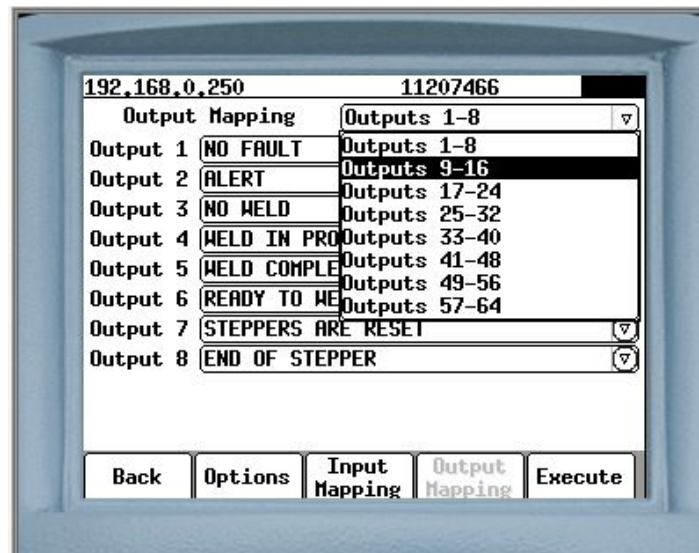 192.168.0.250 11207466
Output Mapping Outputs 1-8
Outputs 1-8
Output 1 NO FAULT
Outputs 9-16
Output 2 ALERT
Outputs 17-24
Output 3 NO WELD
Outputs 25-32
Output 4 WELD IN PRO
Outputs 33-40
Outputs 41-48
Output 5 WELD COMPLE
Outputs 49-56
Output 6 READY TO WE
Outputs 57-64
Output 7 STEPPERS ARE RESET
Output 8 END OF STEPPER
Back Options Input Mapping Output Mapping Execute